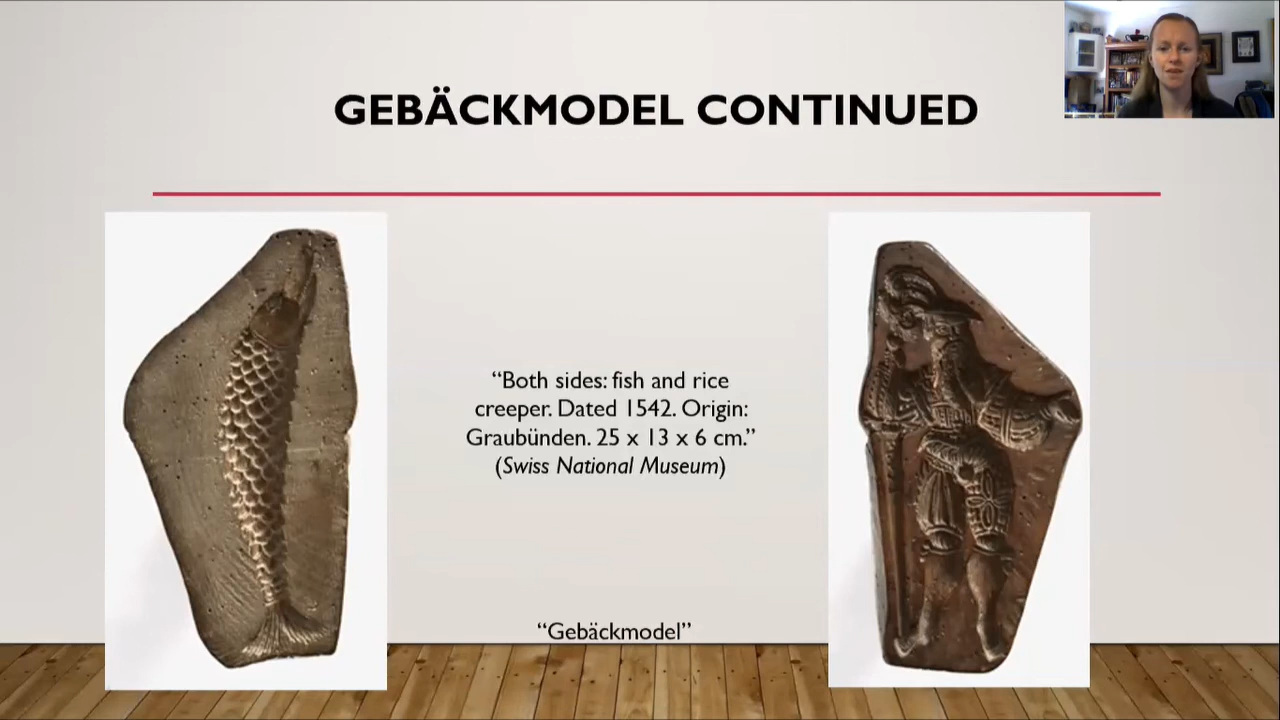 GEBÄCKMODEL CONTINUED
“Both sides: fish and rice
creeper. Dated 1542. Origin:
Graubünden. 25 x 13 x 6 cm.”
(Swiss National Museum)
“Gebäckmodel”